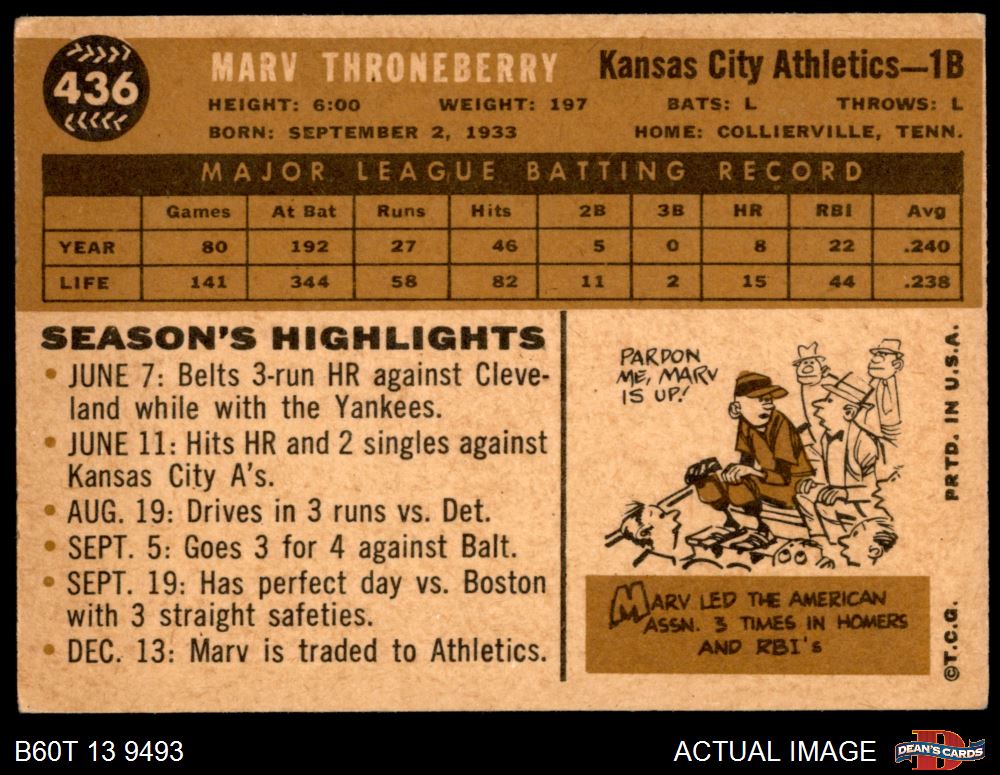 436
MARV THRONEBERRY Kansas City Athletics—1B
HEIGHT: 6:00 WEIGHT: 197 BATS: L THROWS: L
BORN: SEPTEMBER 2, 1933 HOME: COLLIERVILLE, TENN.
MAJOR LEAGUE BATTING RECORD
Games At Bat Runs Hits 2B 3B HR RBI Avg
YEAR 80 192 27 46 5 0 8 22 .240
LIFE 141 344 58 82 11 2 15 44 .238
SEASON'S HIGHLIGHTS
• JUNE 7: Belts 3-run HR against Cleve-
land while with the Yankees.
• JUNE 11: Hits HR and 2 singles against
Kansas City A's.
• AUG. 19: Drives in 3 runs vs. Det.
• SEPT. 5: Goes 3 for 4 against Balt.
• SEPT. 19: Has perfect day vs. Boston
with 3 straight safeties.
• DEC. 13: Marv is traded to Athletics.
PARDON
ME, MARV
IS UP!
MARV LED THE AMERICAN
ASSN. 3 TIMES IN HOMERS
AND RBI's
©T.C.G. PRTD. IN U.S.A.
B60T 13 9493 ACTUAL IMAGE
D
DEAN'S CARDS